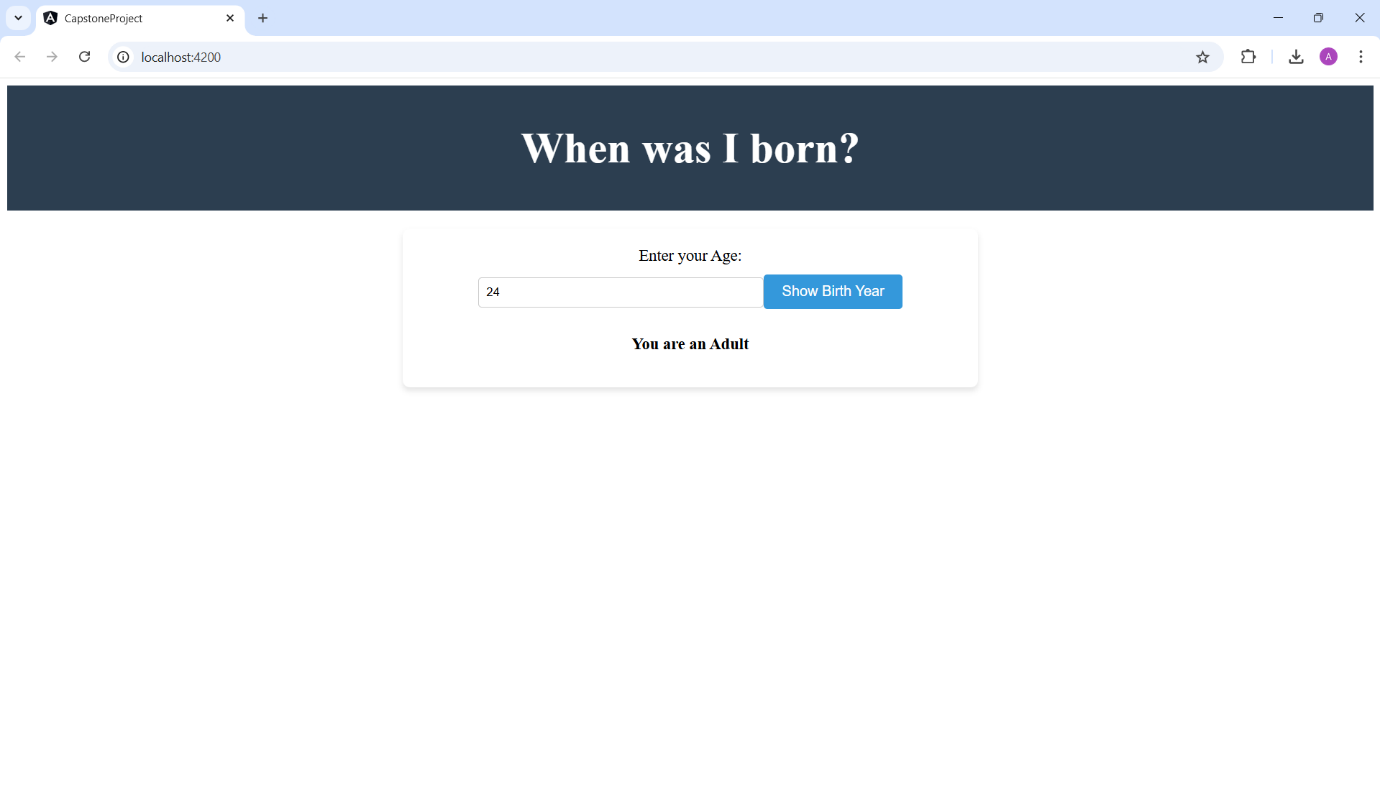 CapstoneProject
localhost:4200
A
When was I born?
Enter your Age:
24
Show Birth Year
You are an Adult